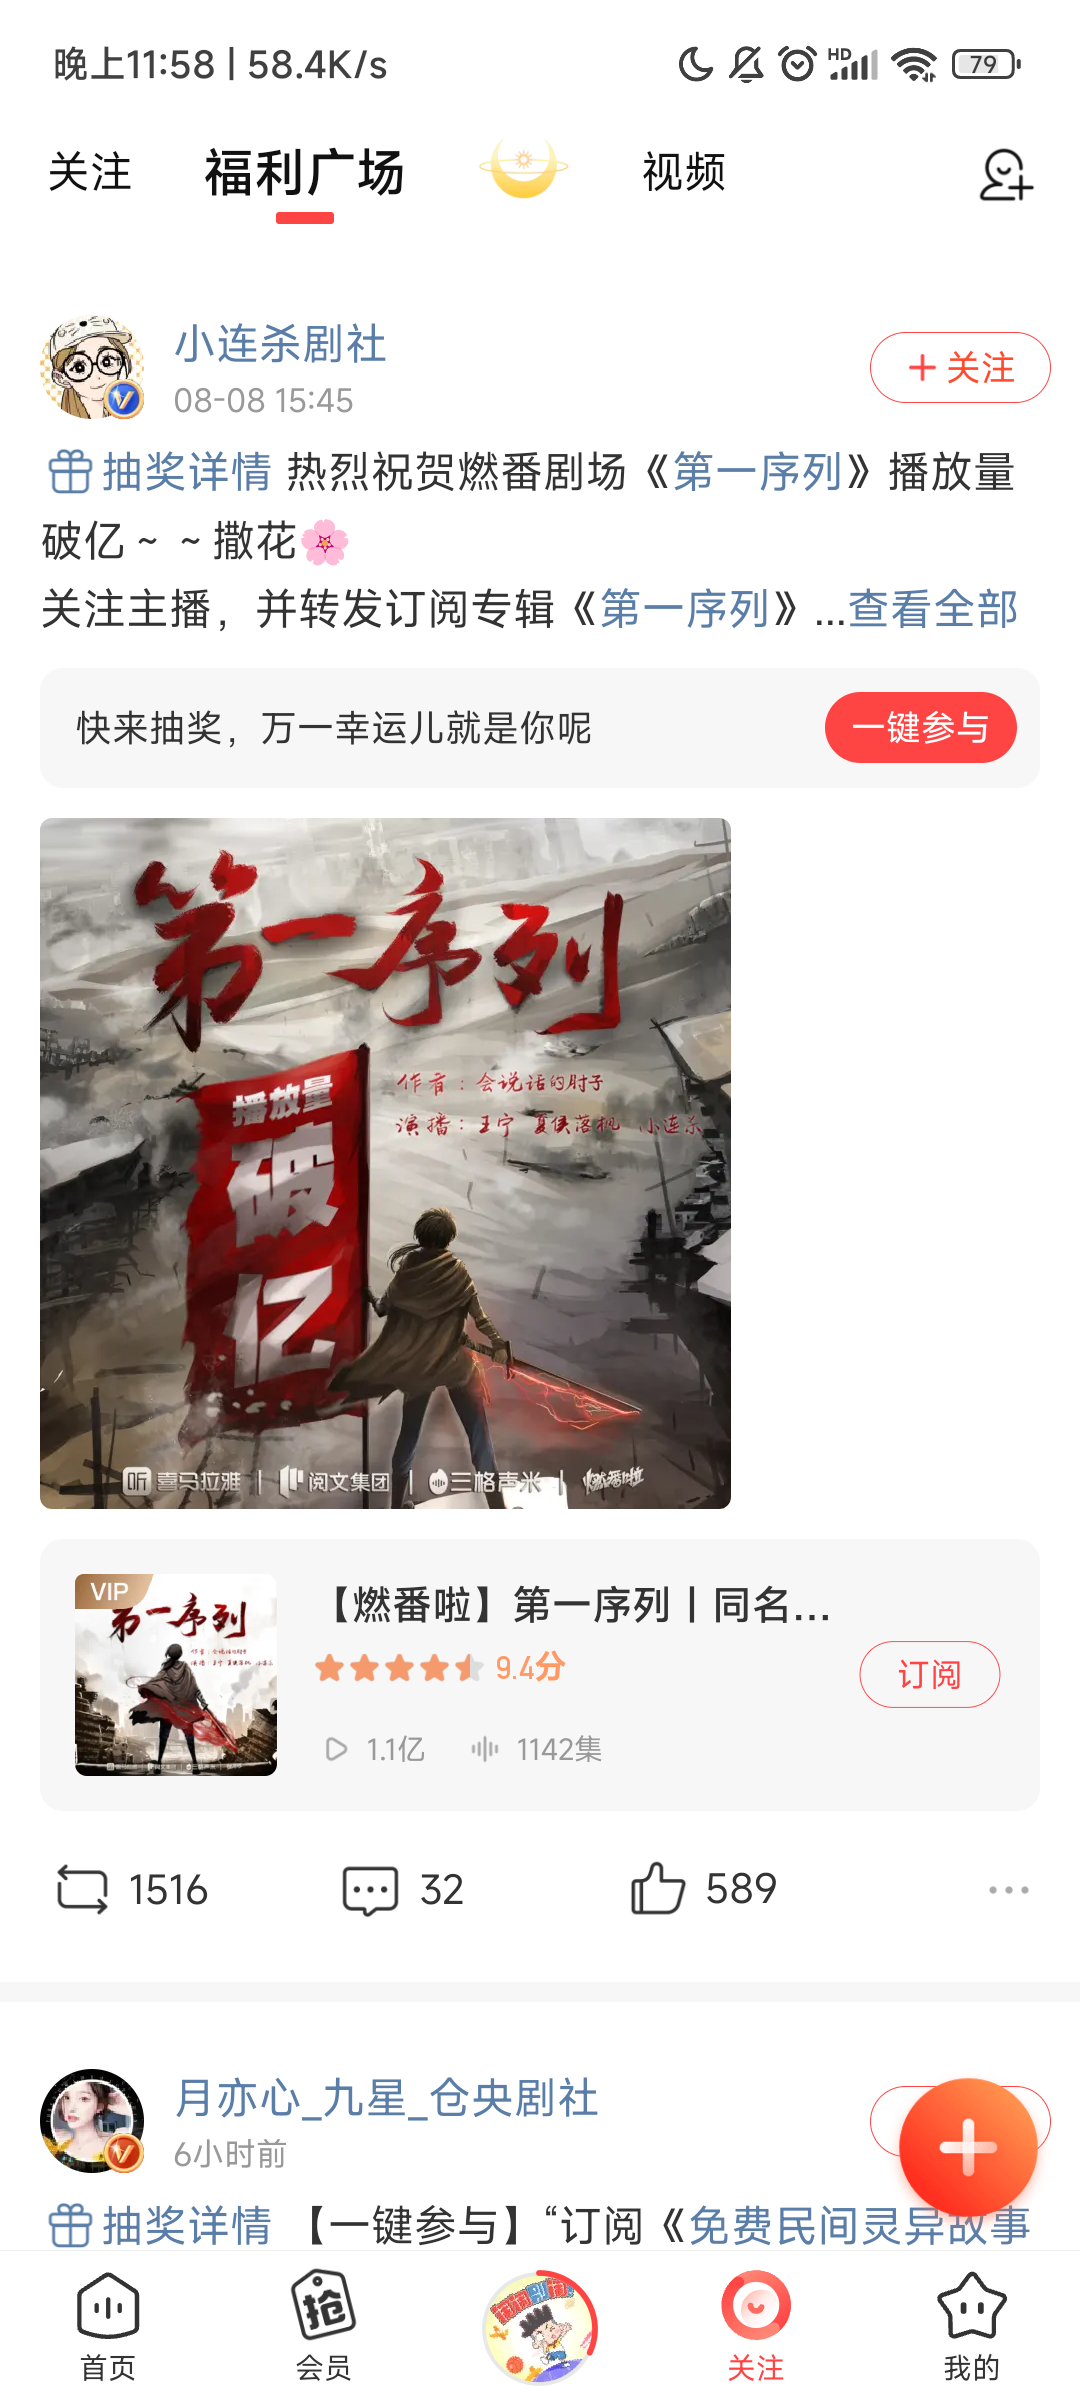 晚上11:58 | 58.4K/s
HD
79
关注 福利广场 视频
小连杀剧社
08-08 15:45
+ 关注
抽奖详情 热烈祝贺燃番剧场《第一序列》播放量
破亿~ ~撒花🌸
关注主播，并转发订阅专辑《第一序列》...查看全部
快来抽奖，万一幸运儿就是你呢
一键参与
第一序列
作者：会说话的肘子
演播：王宁 夏侯落枫 小连杀
播放量
破
亿
听 喜马拉雅 | 阅文集团 | 三格声米 | 燃番啦
VIP
第一序列
【燃番啦】第一序列丨同名...
9.4分
订阅
1.1亿 1142集
1516 32 589
月亦心_九星_仓央剧社
6小时前
抽奖详情 【一键参与】“订阅《免费民间灵异故事
抢
首页 会员 关注 我的